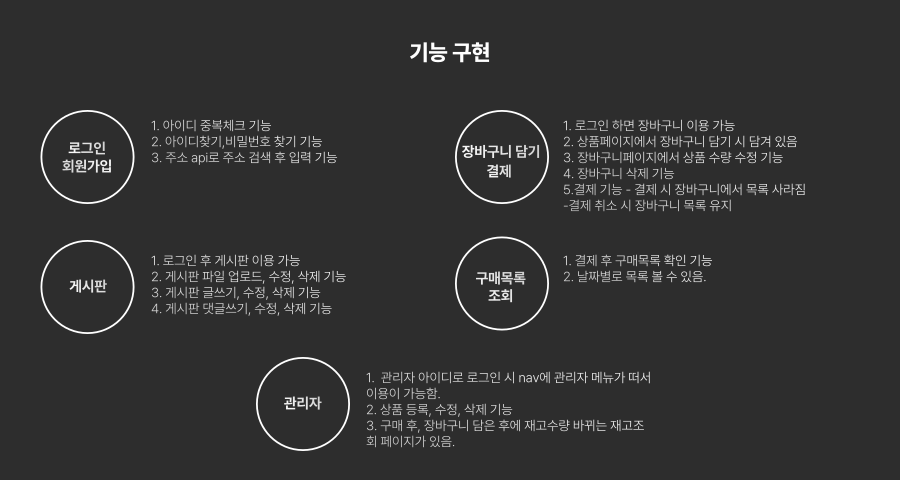 기능 구현
로그인
회원가입
1. 아이디 중복체크 기능
2. 아이디찾기,비밀번호 찾기 기능
3. 주소 api로 주소 검색 후 입력 기능
장바구니 담기
결제
1. 로그인 하면 장바구니 이용 가능
2. 상품페이지에서 장바구니 담기 시 담겨 있음
3. 장바구니페이지에서 상품 수량 수정 기능
4. 장바구니 삭제 기능
5.결제 기능 - 결제 시 장바구니에서 목록 사라짐
-결제 취소 시 장바구니 목록 유지
게시판
1. 로그인 후 게시판 이용 가능
2. 게시판 파일 업로드, 수정, 삭제 기능
3. 게시판 글쓰기, 수정, 삭제 기능
4. 게시판 댓글쓰기, 수정, 삭제 기능
구매목록
조회
1. 결제 후 구매목록 확인 기능
2. 날짜별로 목록 볼 수 있음.
관리자
1. 관리자 아이디로 로그인 시 nav에 관리자 메뉴가 떠서
이용이 가능함.
2. 상품 등록, 수정, 삭제 기능
3. 구매 후, 장바구니 담은 후에 재고수량 바뀌는 재고조
회 페이지가 있음.